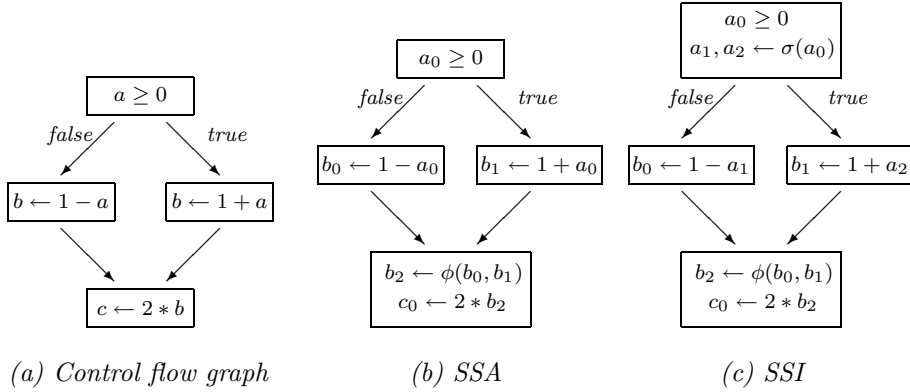 a ≥ 0
false
true
b ← 1 − a
b ← 1 + a
c ← 2 ∗ b
(a) Control flow graph
a₀ ≥ 0
false
true
b₀ ← 1 − a₀
b₁ ← 1 + a₀
b₂ ← ϕ(b₀, b₁)
c₀ ← 2 ∗ b₂
(b) SSA
a₀ ≥ 0
a₁, a₂ ← σ(a₀)
false
true
b₀ ← 1 − a₁
b₁ ← 1 + a₂
b₂ ← ϕ(b₀, b₁)
c₀ ← 2 ∗ b₂
(c) SSI